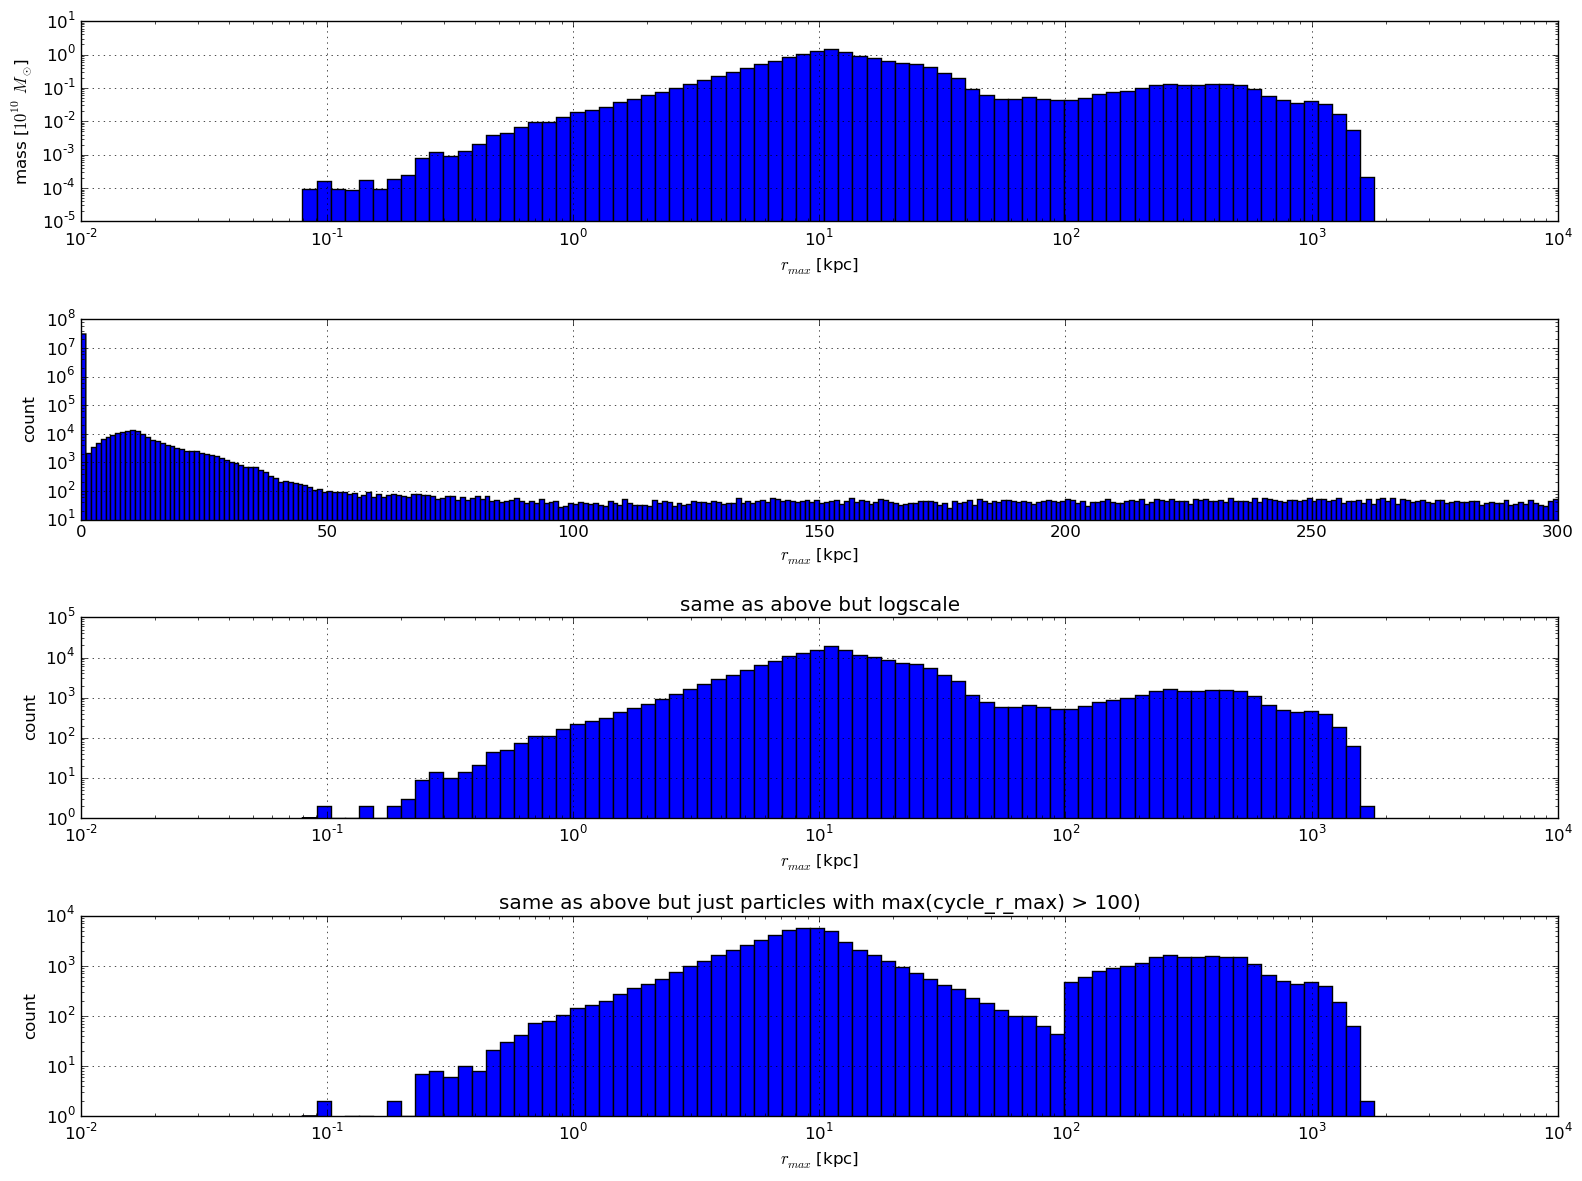 10^1
10^0
10^-1
10^-2
10^-3
10^-4
10^-5
mass [10^10 M_⊙]
10^-2 10^-1 10^0 10^1 10^2 10^3 10^4
r_max [kpc]
10^8
10^7
10^6
10^5
10^4
10^3
10^2
10^1
count
0 50 100 150 200 250 300
r_max [kpc]
same as above but logscale
10^5
10^4
10^3
10^2
10^1
10^0
count
10^-2 10^-1 10^0 10^1 10^2 10^3 10^4
r_max [kpc]
same as above but just particles with max(cycle_r_max) > 100)
10^4
10^3
10^2
10^1
10^0
count
10^-2 10^-1 10^0 10^1 10^2 10^3 10^4
r_max [kpc]